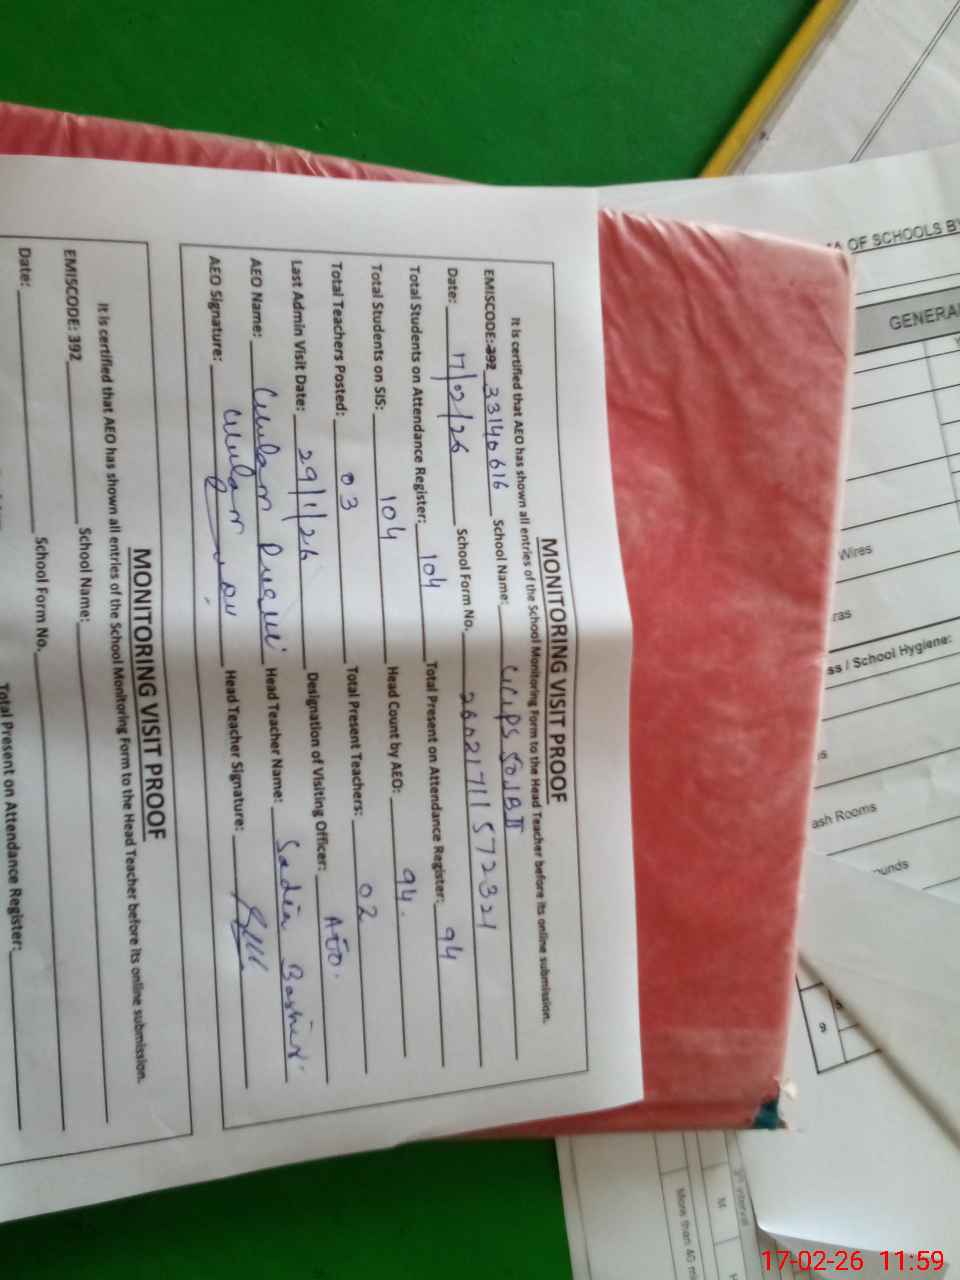 MONITORING VISIT PROOF
It is certified that AEO has shown all entries of the School Monitoring Form to the Head Teacher before its online submission.
EMISCODE: 392 33140616 School Name:
Date: 17/02/26 School Form No. 26021711572321
Total Students on Attendance Register: 104 Total Present on Attendance Register: 94
Total Students on SIS: 104 Head Count by AEO: 94.
Total Teachers Posted: 03 Total Present Teachers: 02
Last Admin Visit Date: 29/1/26 Designation of Visiting Officer: AEO.
AEO Name: Head Teacher Name: Sadia Bashir
AEO Signature: Head Teacher Signature:
MONITORING VISIT PROOF
It is certified that AEO has shown all entries of the School Monitoring Form to the Head Teacher before its online submission.
EMISCODE: 392 School Name:
Date: School Form No.
Total Present on Attendance Register:
OF SCHOOLS BY
GENERA
Wires
ras
ss / School Hygiene:
ash Rooms
ounds
9
interval
M
More than 40 mi
17-02-26 11:59